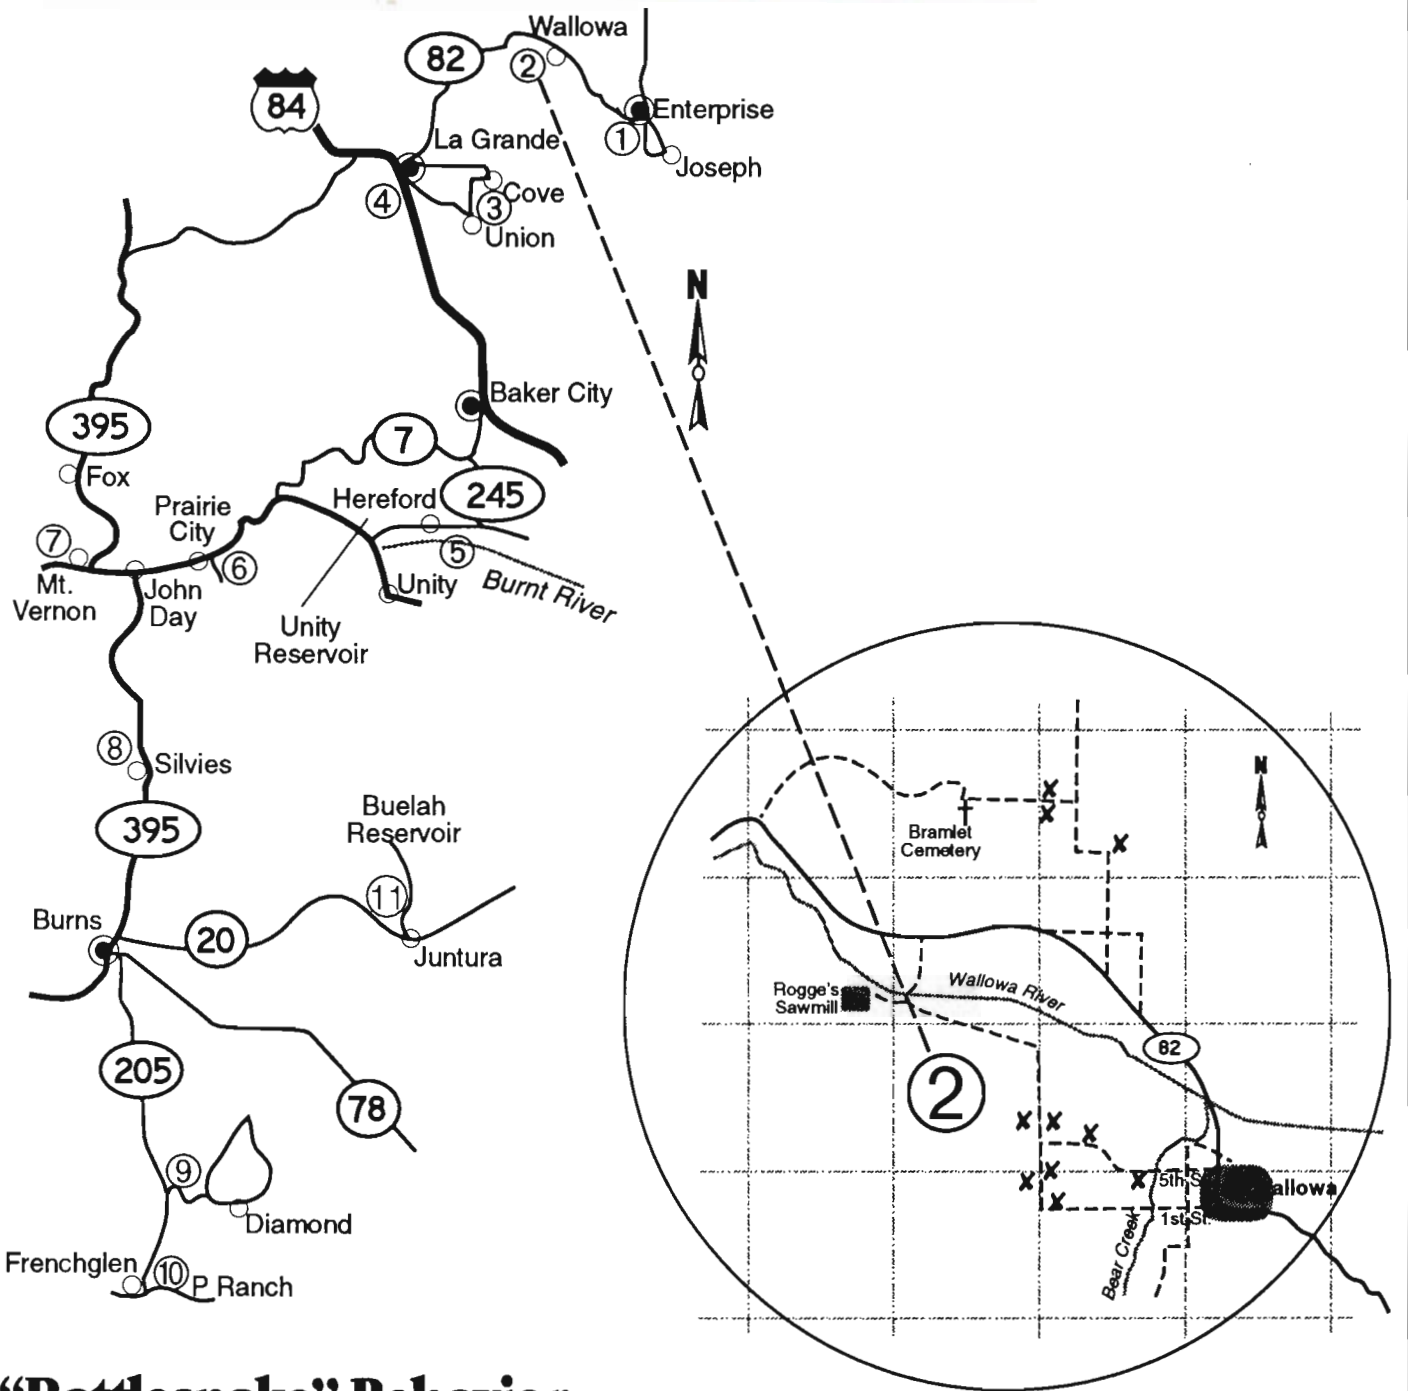 Wallowa
82
2
84
Enterprise
1
La Grande
Joseph
4
Cove
3
Union
N
Baker City
395
7
Fox
Hereford
245
Prairie
City
7
6
5
Mt.
Vernon
John
Day
Unity
Burnt River
Unity
Reservoir
8
Silvies
395
Buelah
Reservoir
11
Burns
20
Juntura
205
78
9
Diamond
Frenchglen
10
P Ranch
N
Bramlet
Cemetery
Rogge's
Sawmill
Wallowa River
82
2
5th S
allowa
1st St.
Bear Creek